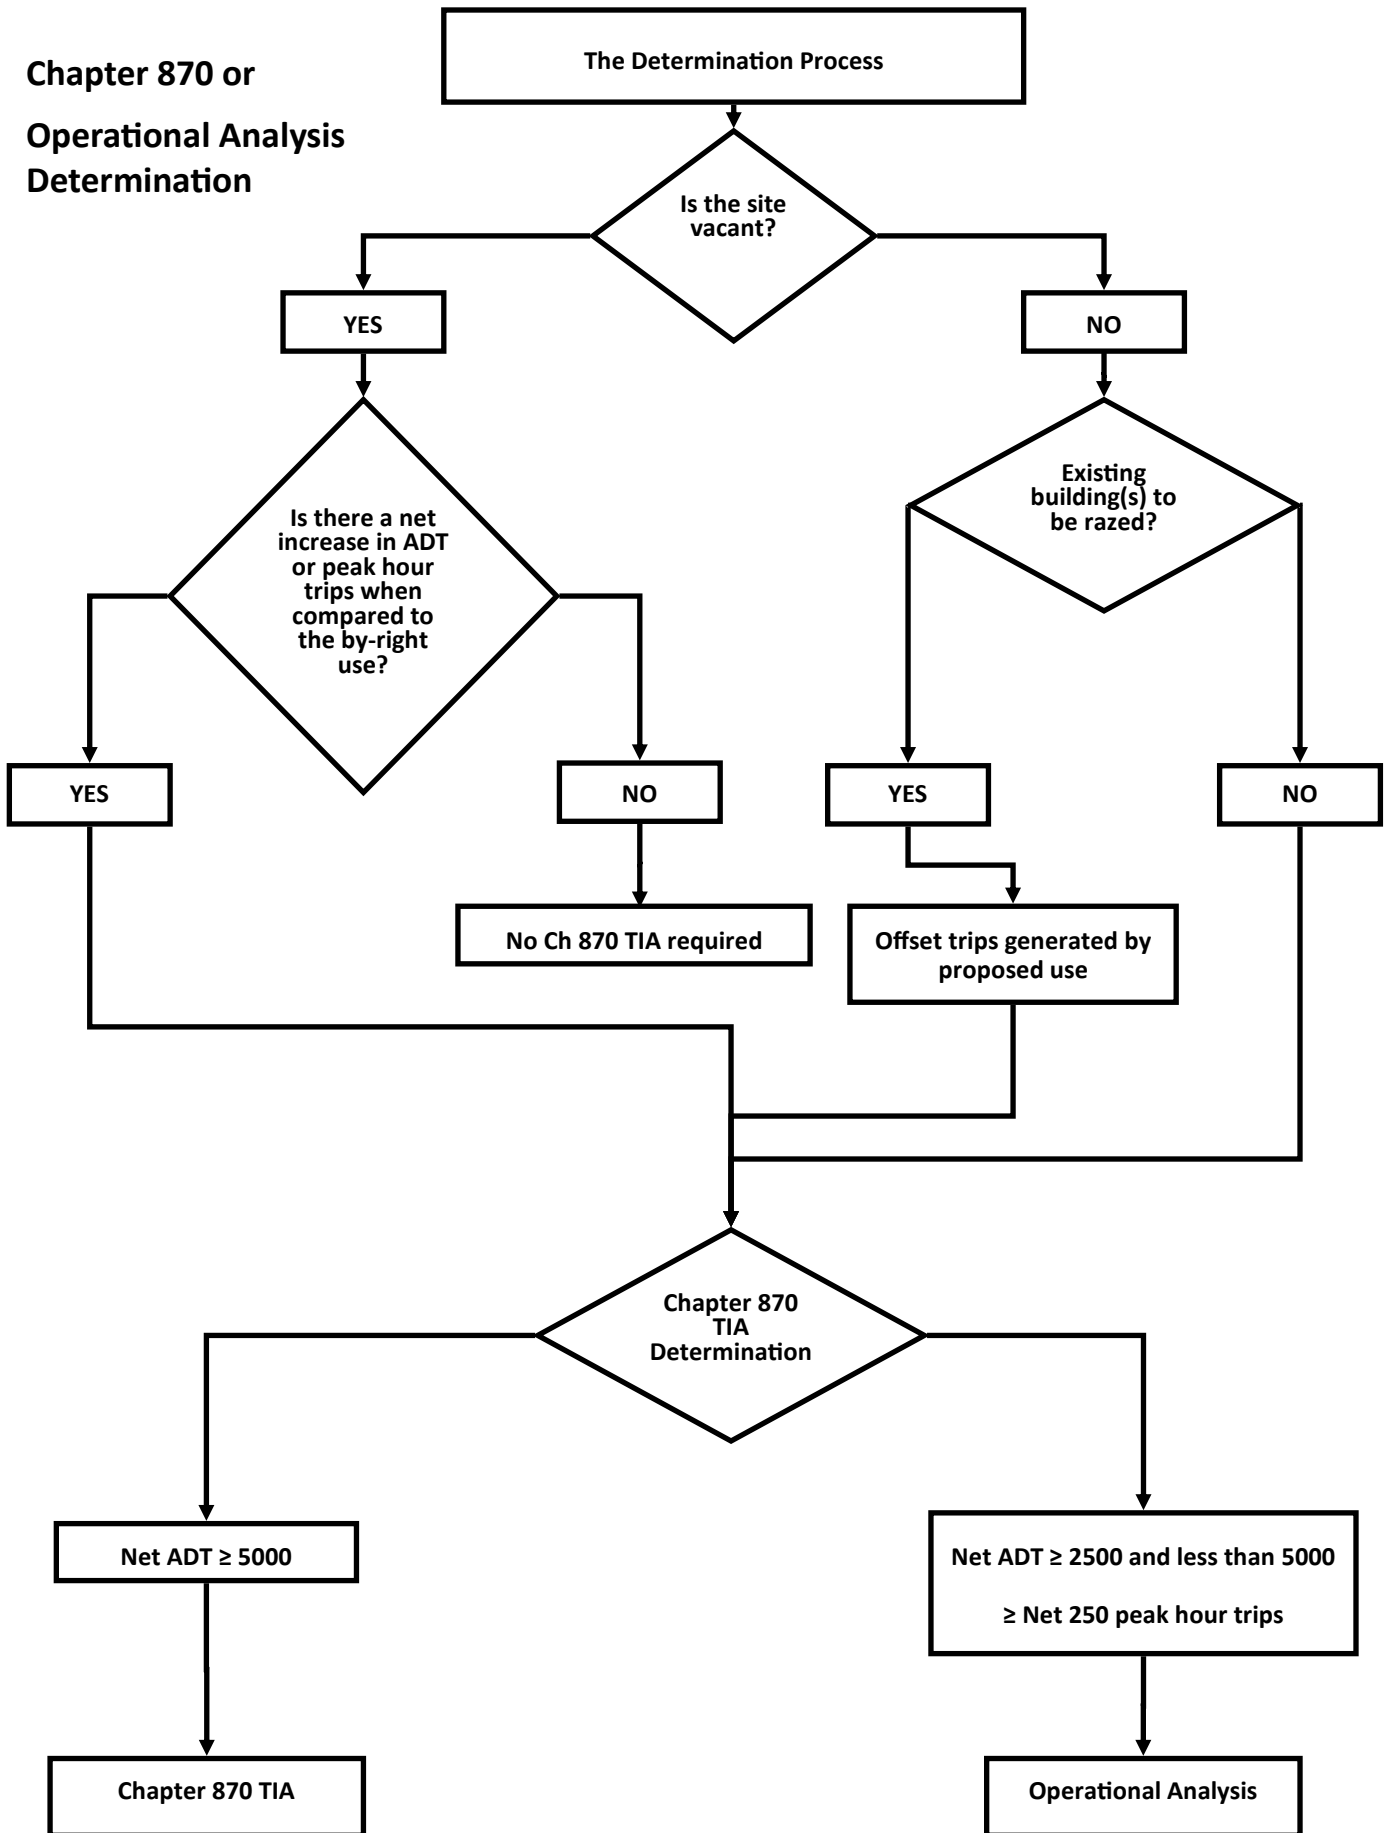 Chapter 870 or
Operational Analysis
Determination
The Determination Process
Is the site
vacant?
YES
NO
Is there a net
increase in ADT
or peak hour
trips when
compared to
the by-right
use?
Existing
building(s) to
be razed?
YES
NO
YES
NO
No Ch 870 TIA required
Offset trips generated by
proposed use
Chapter 870
TIA
Determination
Net ADT ≥ 5000
Net ADT ≥ 2500 and less than 5000
≥ Net 250 peak hour trips
Chapter 870 TIA
Operational Analysis